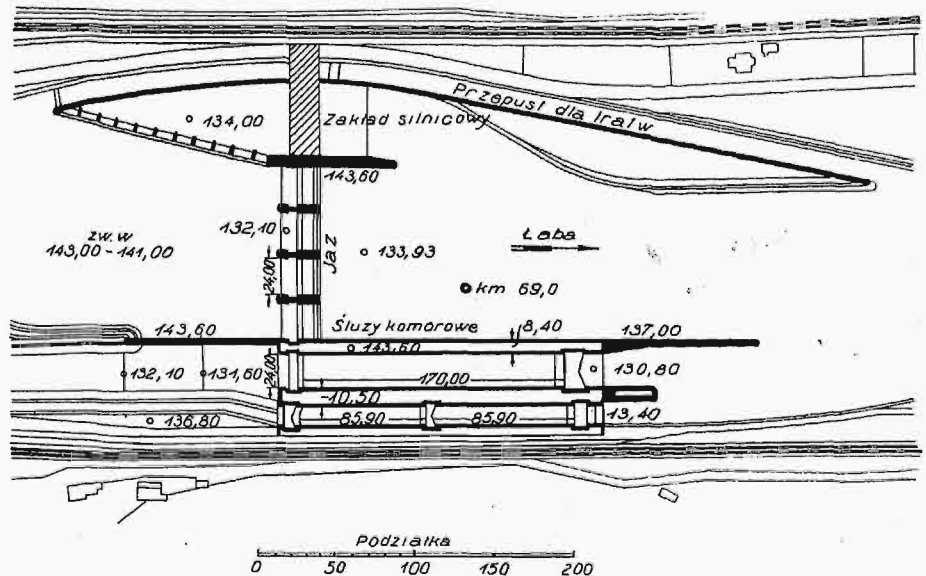 Przepust dla tratw
134,00
Zakład silnicowy
143,60
132,10
zw.w
143,00-141,00
24,00
Jaz
133,93
Łaba
km 69,0
143,60
Śluzy komorowe
8,40
137,00
143,60
132,10
131,60
24,00
170,00
130,80
10,50
136,80
85,90
85,90
13,40
Podziałka
0 50 100 150 200